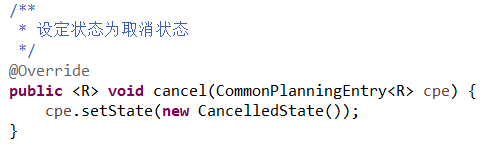 /**
 * 设定状态为取消状态
 */
@Override
public <R> void cancel(CommonPlanningEntry<R> cpe) {
    cpe.setState(new CancelledState());
}